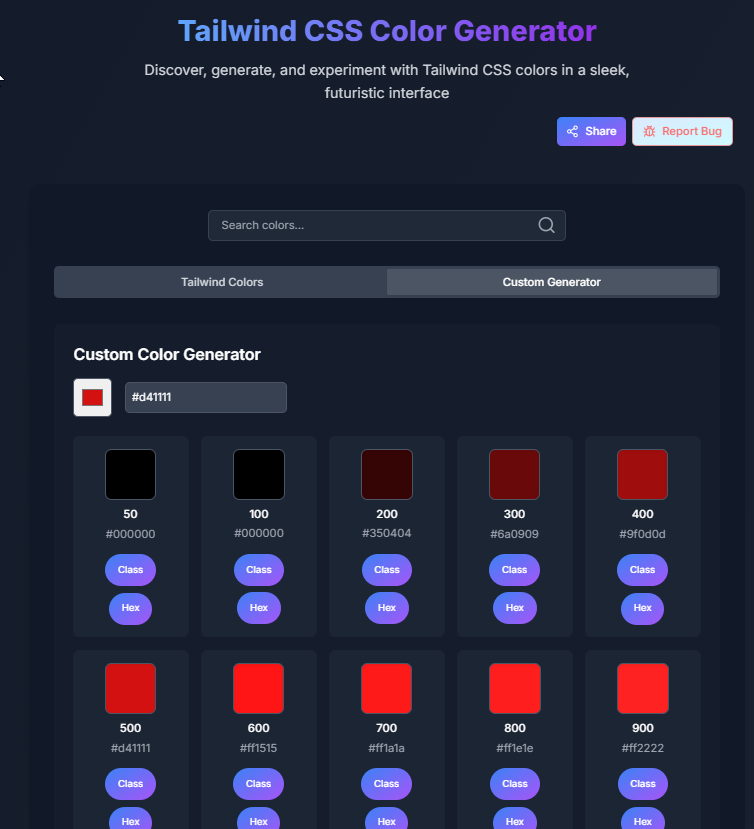 Tailwind CSS Color Generator
Discover, generate, and experiment with Tailwind CSS colors in a sleek,
futuristic interface
Share
Report Bug
Search colors...
Tailwind Colors
Custom Generator
Custom Color Generator
#d41111
50
100
200
300
400
#000000
#000000
#350404
#6a0909
#9f0d0d
Class
Class
Class
Class
Class
Hex
Hex
Hex
Hex
Hex
500
600
700
800
900
#d41111
#ff1515
#ff1a1a
#ff1e1e
#ff2222
Class
Class
Class
Class
Class
Hex
Hex
Hex
Hex
Hex